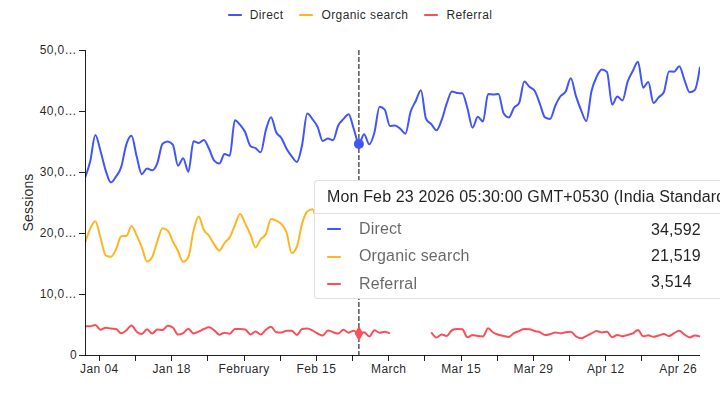 Direct Organic search Referral
50,0…
40,0…
30,0…
20,0…
10,0…
0
Sessions
Mon Feb 23 2026 05:30:00 GMT+0530 (India Standard
Direct 34,592
Organic search 21,519
Referral 3,514
Jan 04 Jan 18 February Feb 15 March Mar 15 Mar 29 Apr 12 Apr 26